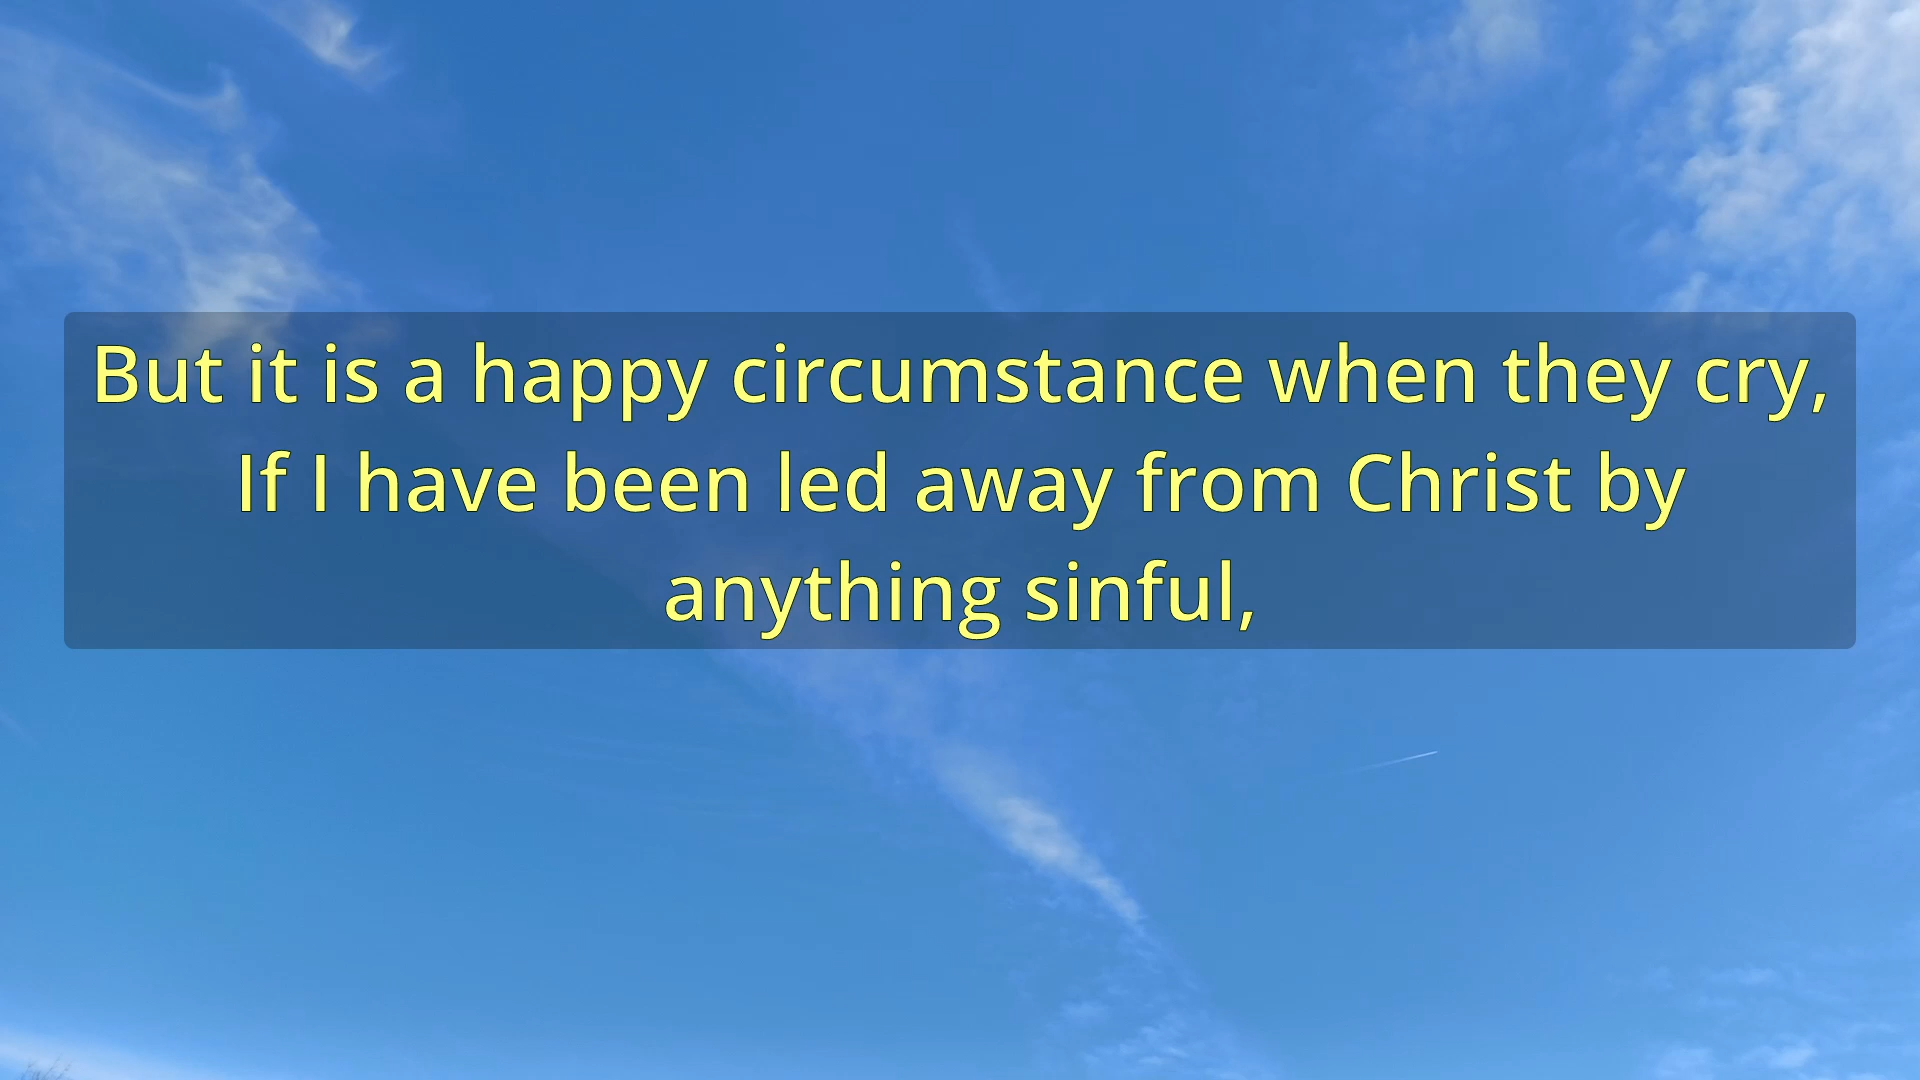 But it is a happy circumstance when they cry,
If I have been led away from Christ by
anything sinful,